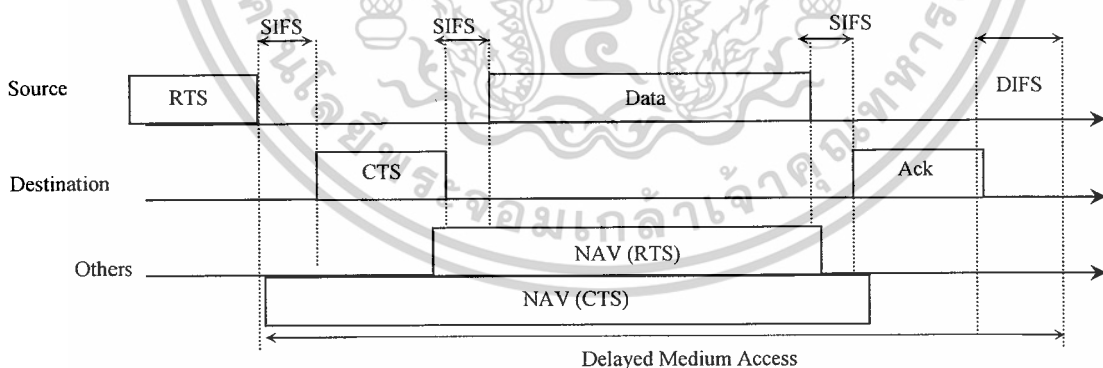 SIFS
SIFS
SIFS
Source
RTS
Data
DIFS
Destination
CTS
Ack
Others
NAV (RTS)
NAV (CTS)
Delayed Medium Access